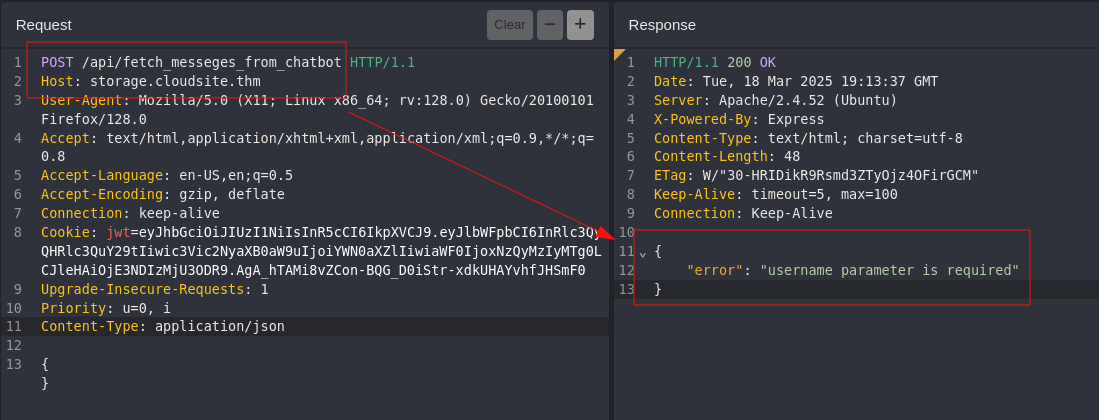 Request
Clear
1 POST /api/fetch_messeges_from_chatbot HTTP/1.1
2 Host: storage.cloudsite.thm
3 User-Agent: Mozilla/5.0 (X11; Linux x86_64; rv:128.0) Gecko/20100101
Firefox/128.0
4 Accept: text/html,application/xhtml+xml,application/xml;q=0.9,*/*;q=
0.8
5 Accept-Language: en-US,en;q=0.5
6 Accept-Encoding: gzip, deflate
7 Connection: keep-alive
8 Cookie: jwt=eyJhbGciOiJIUzI1NiIsInR5cCI6IkpXVCJ9.eyJlbWFpbCI6InRlc3Qy
QHRlc3QuY29tIiwic3Vic2NyaXB0aW9uIjoiYWN0aXZlIiwiaWF0IjoxNzQyMzIyMTg0L
CJleHAiOjE3NDIzMjU3ODR9.AgA_hTAMi8vZCon-BQG_D0iStr-xdkUHAYvhfJHSmF0
9 Upgrade-Insecure-Requests: 1
10 Priority: u=0, i
11 Content-Type: application/json
12
13 {
}
Response
1 HTTP/1.1 200 OK
2 Date: Tue, 18 Mar 2025 19:13:37 GMT
3 Server: Apache/2.4.52 (Ubuntu)
4 X-Powered-By: Express
5 Content-Type: text/html; charset=utf-8
6 Content-Length: 48
7 ETag: W/"30-HRIDikR9Rsmd3ZTyOjz4OFirGCM"
8 Keep-Alive: timeout=5, max=100
9 Connection: Keep-Alive
10
11 {
12 "error": "username parameter is required"
13 }